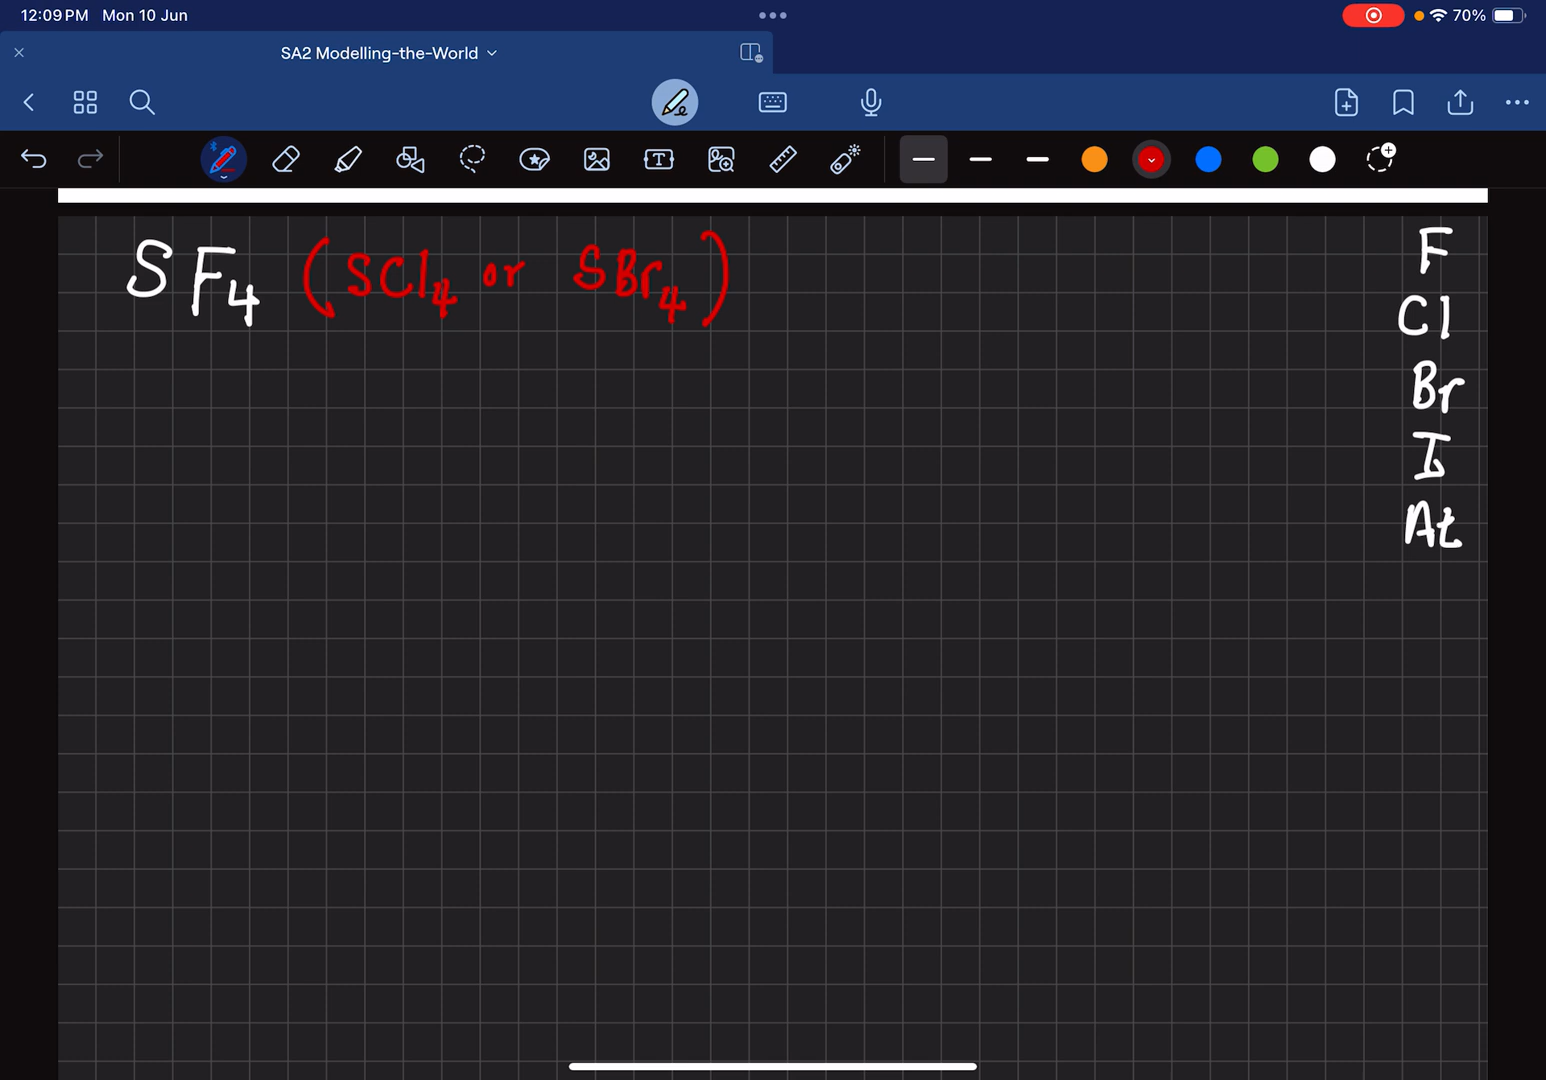 12:09 PM Mon 10 Jun 70%
SA2 Modelling-the-World
SF4 (SCl4 or SBr4)
F
Cl
Br
I
At